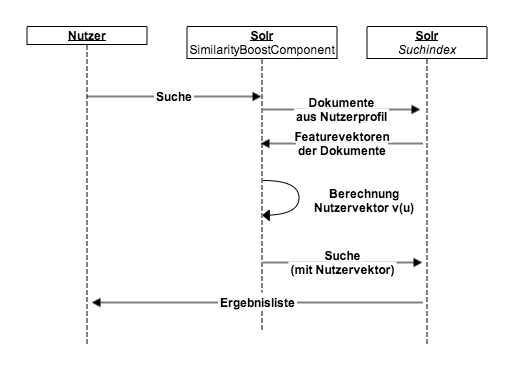 Nutzer
Solr
SimilarityBoostComponent
Solr
Suchindex
Suche
Dokumente
aus Nutzerprofil
Featurevektoren
der Dokumente
Berechnung
Nutzervektor v(u)
Suche
(mit Nutzervektor)
Ergebnisliste